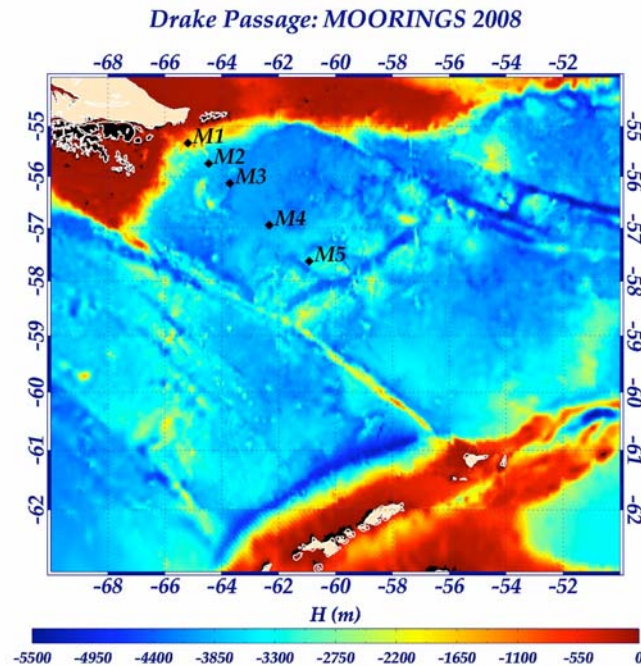 Drake Passage: MOORINGS 2008
-68 -66 -64 -62 -60 -58 -56 -54 -52
-55 -55
M1
M2
-56 -56
M3
-57 -57
M4
M5
-58 -58
-59 -59
-60 -60
-61 -61
-62 -62
-68 -66 -64 -62 -60 -58 -56 -54 -52
H (m)
-5500 -4950 -4400 -3850 -3300 -2750 -2200 -1650 -1100 -550 0